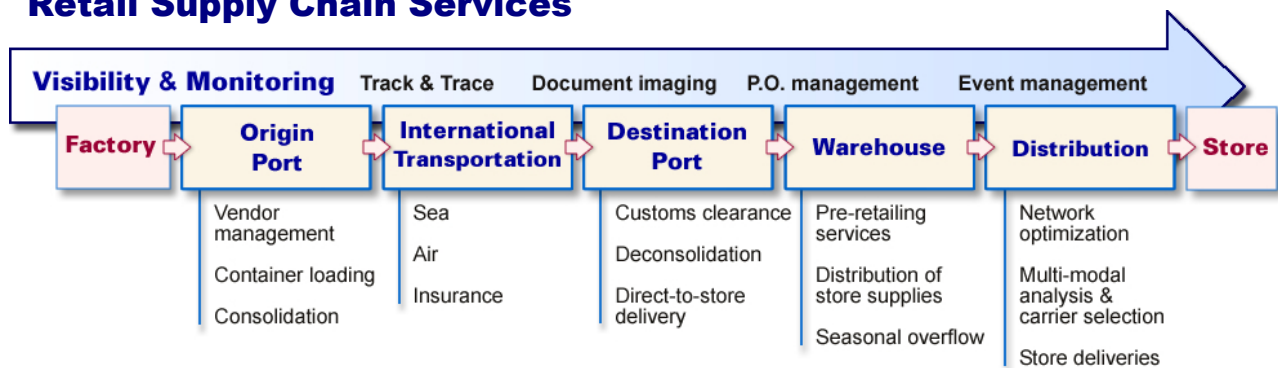 Retail Supply Chain Services
Visibility & Monitoring Track & Trace Document imaging P.O. management Event management
Factory
Origin
Port
International
Transportation
Destination
Port
Warehouse
Distribution
Store
Vendor
management
Container loading
Consolidation
Sea
Air
Insurance
Customs clearance
Deconsolidation
Direct-to-store
delivery
Pre-retailing
services
Distribution of
store supplies
Seasonal overflow
Network
optimization
Multi-modal
analysis &
carrier selection
Store deliveries